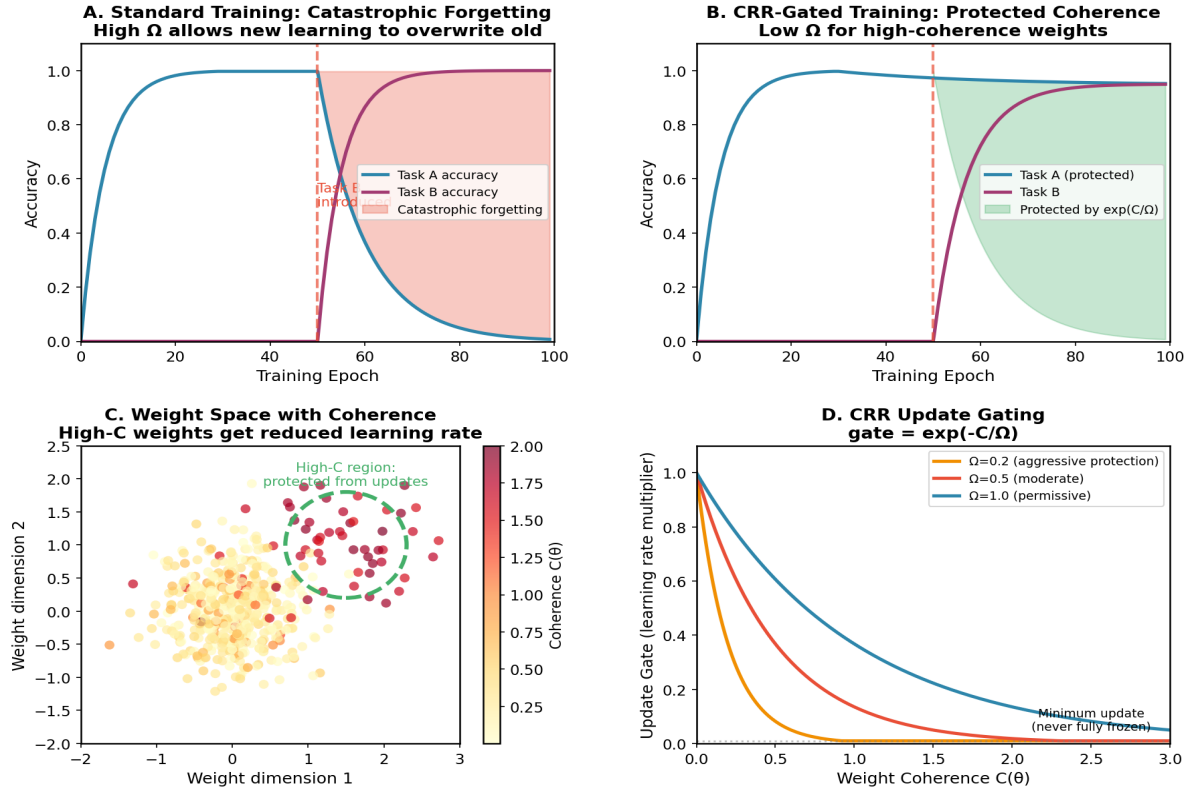 A. Standard Training: Catastrophic Forgetting
High Ω allows new learning to overwrite old
1.0
0.8
0.6
0.4
0.2
0.0
Accuracy
Task
introduced
Task A accuracy
Task B accuracy
Catastrophic forgetting
0 20 40 60 80 100
Training Epoch
B. CRR-Gated Training: Protected Coherence
Low Ω for high-coherence weights
1.0
0.8
0.6
0.4
0.2
0.0
Accuracy
Task A (protected)
Task B
Protected by exp(C/Ω)
0 20 40 60 80 100
Training Epoch
C. Weight Space with Coherence
High-C weights get reduced learning rate
2.5
2.0
1.5
1.0
0.5
0.0
−0.5
−1.0
−1.5
−2.0
Weight dimension 2
High-C region:
protected from updates
−2 −1 0 1 2 3
Weight dimension 1
2.00
1.75
1.50
1.25
1.00
0.75
0.50
0.25
Coherence C(θ)
D. CRR Update Gating
gate = exp(-C/Ω)
1.0
0.8
0.6
0.4
0.2
0.0
Update Gate (learning rate multiplier)
Ω=0.2 (aggressive protection)
Ω=0.5 (moderate)
Ω=1.0 (permissive)
Minimum update
(never fully frozen)
0.0 0.5 1.0 1.5 2.0 2.5 3.0
Weight Coherence C(θ)